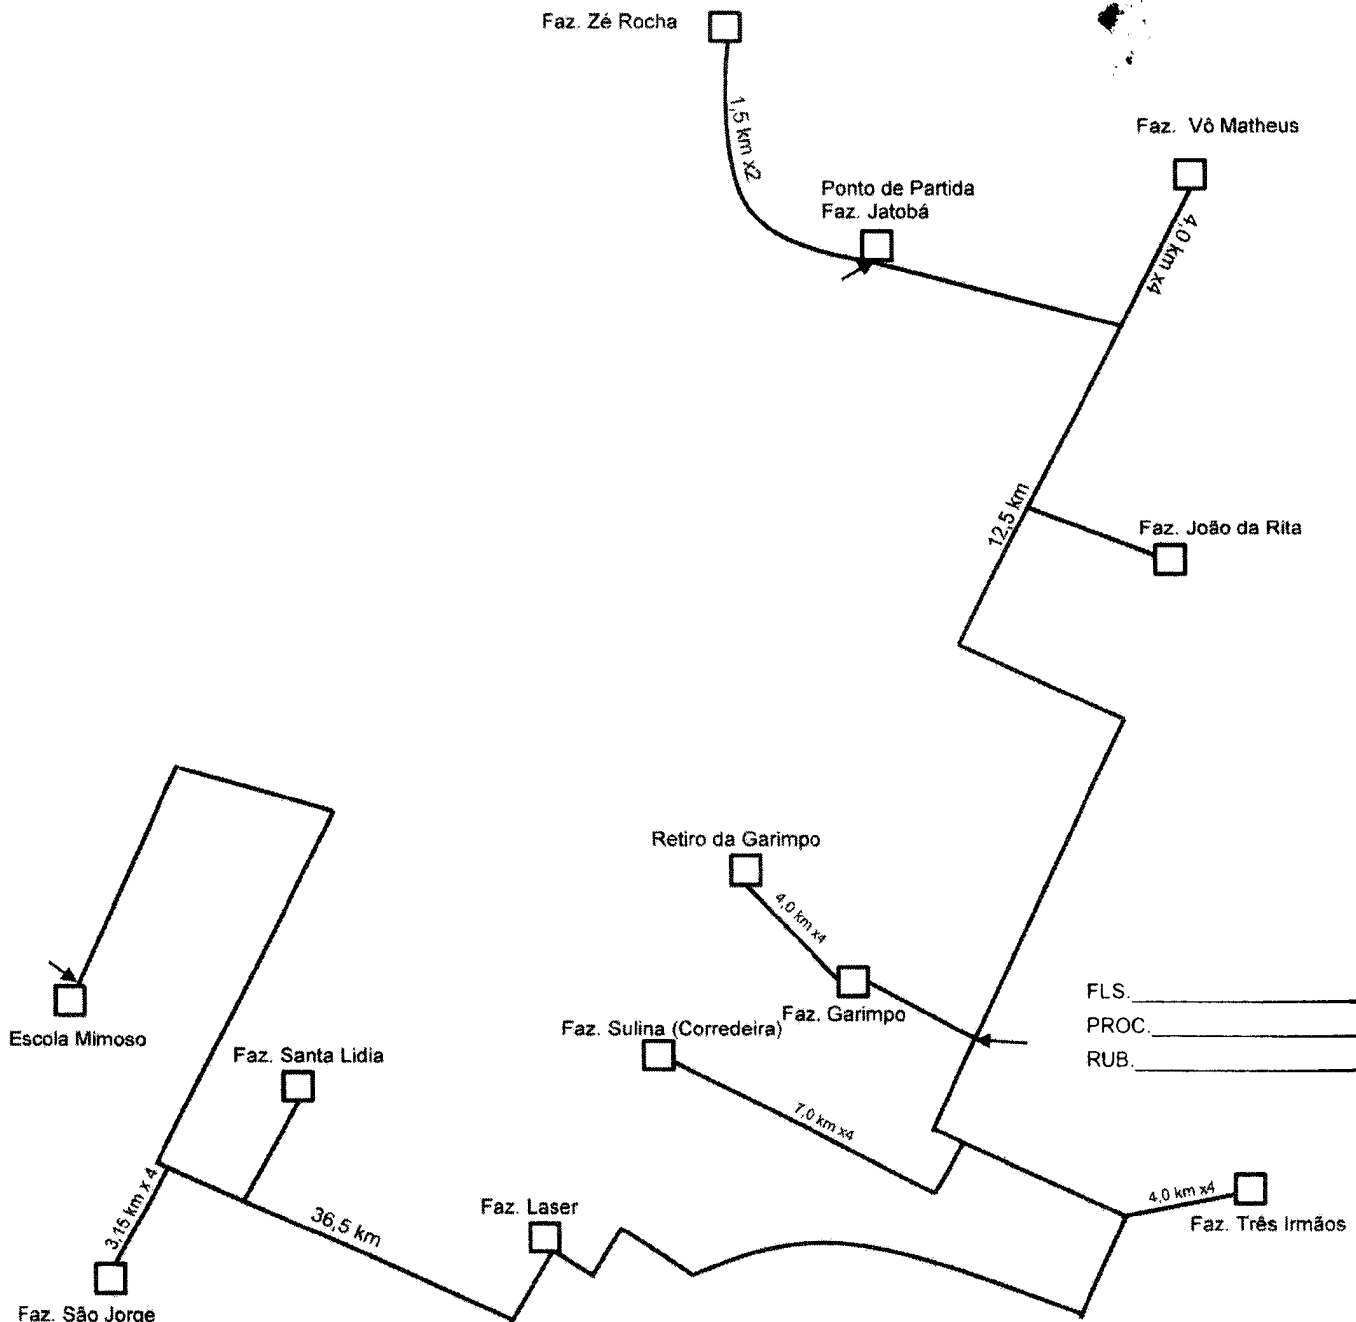 Faz. Zé Rocha
1,5 km x2
Faz. Vô Matheus
Ponto de Partida
Faz. Jatobá
4,0 km x4
12,5 km
Faz. João da Rita
Retiro da Garimpo
4,0 km x4
Faz. Garimpo
FLS.
PROC.
RUB.
Faz. Sulina (Corredeira)
7,0 km x4
Escola Mimoso
Faz. Santa Lidia
3,15 km x 4
36,5 km
Faz. Laser
4,0 km x4
Faz. Três Irmãos
Faz. São Jorge